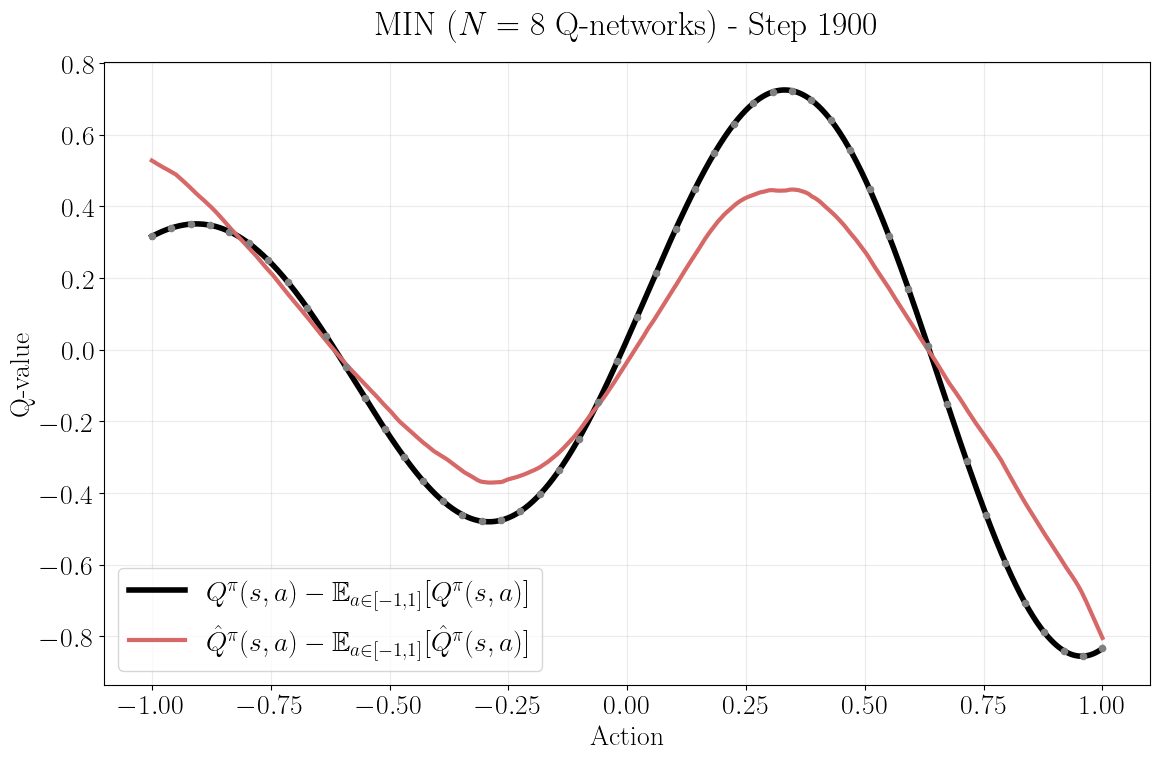 MIN (N = 8 Q-networks) - Step 1900
Q-value
0.8
0.6
0.4
0.2
0.0
−0.2
−0.4
−0.6
−0.8
Q^π(s, a) − 𝔼_{a∈[−1,1]}[Q^π(s, a)]
Q̂^π(s, a) − 𝔼_{a∈[−1,1]}[Q̂^π(s, a)]
−1.00 −0.75 −0.50 −0.25 0.00 0.25 0.50 0.75 1.00
Action